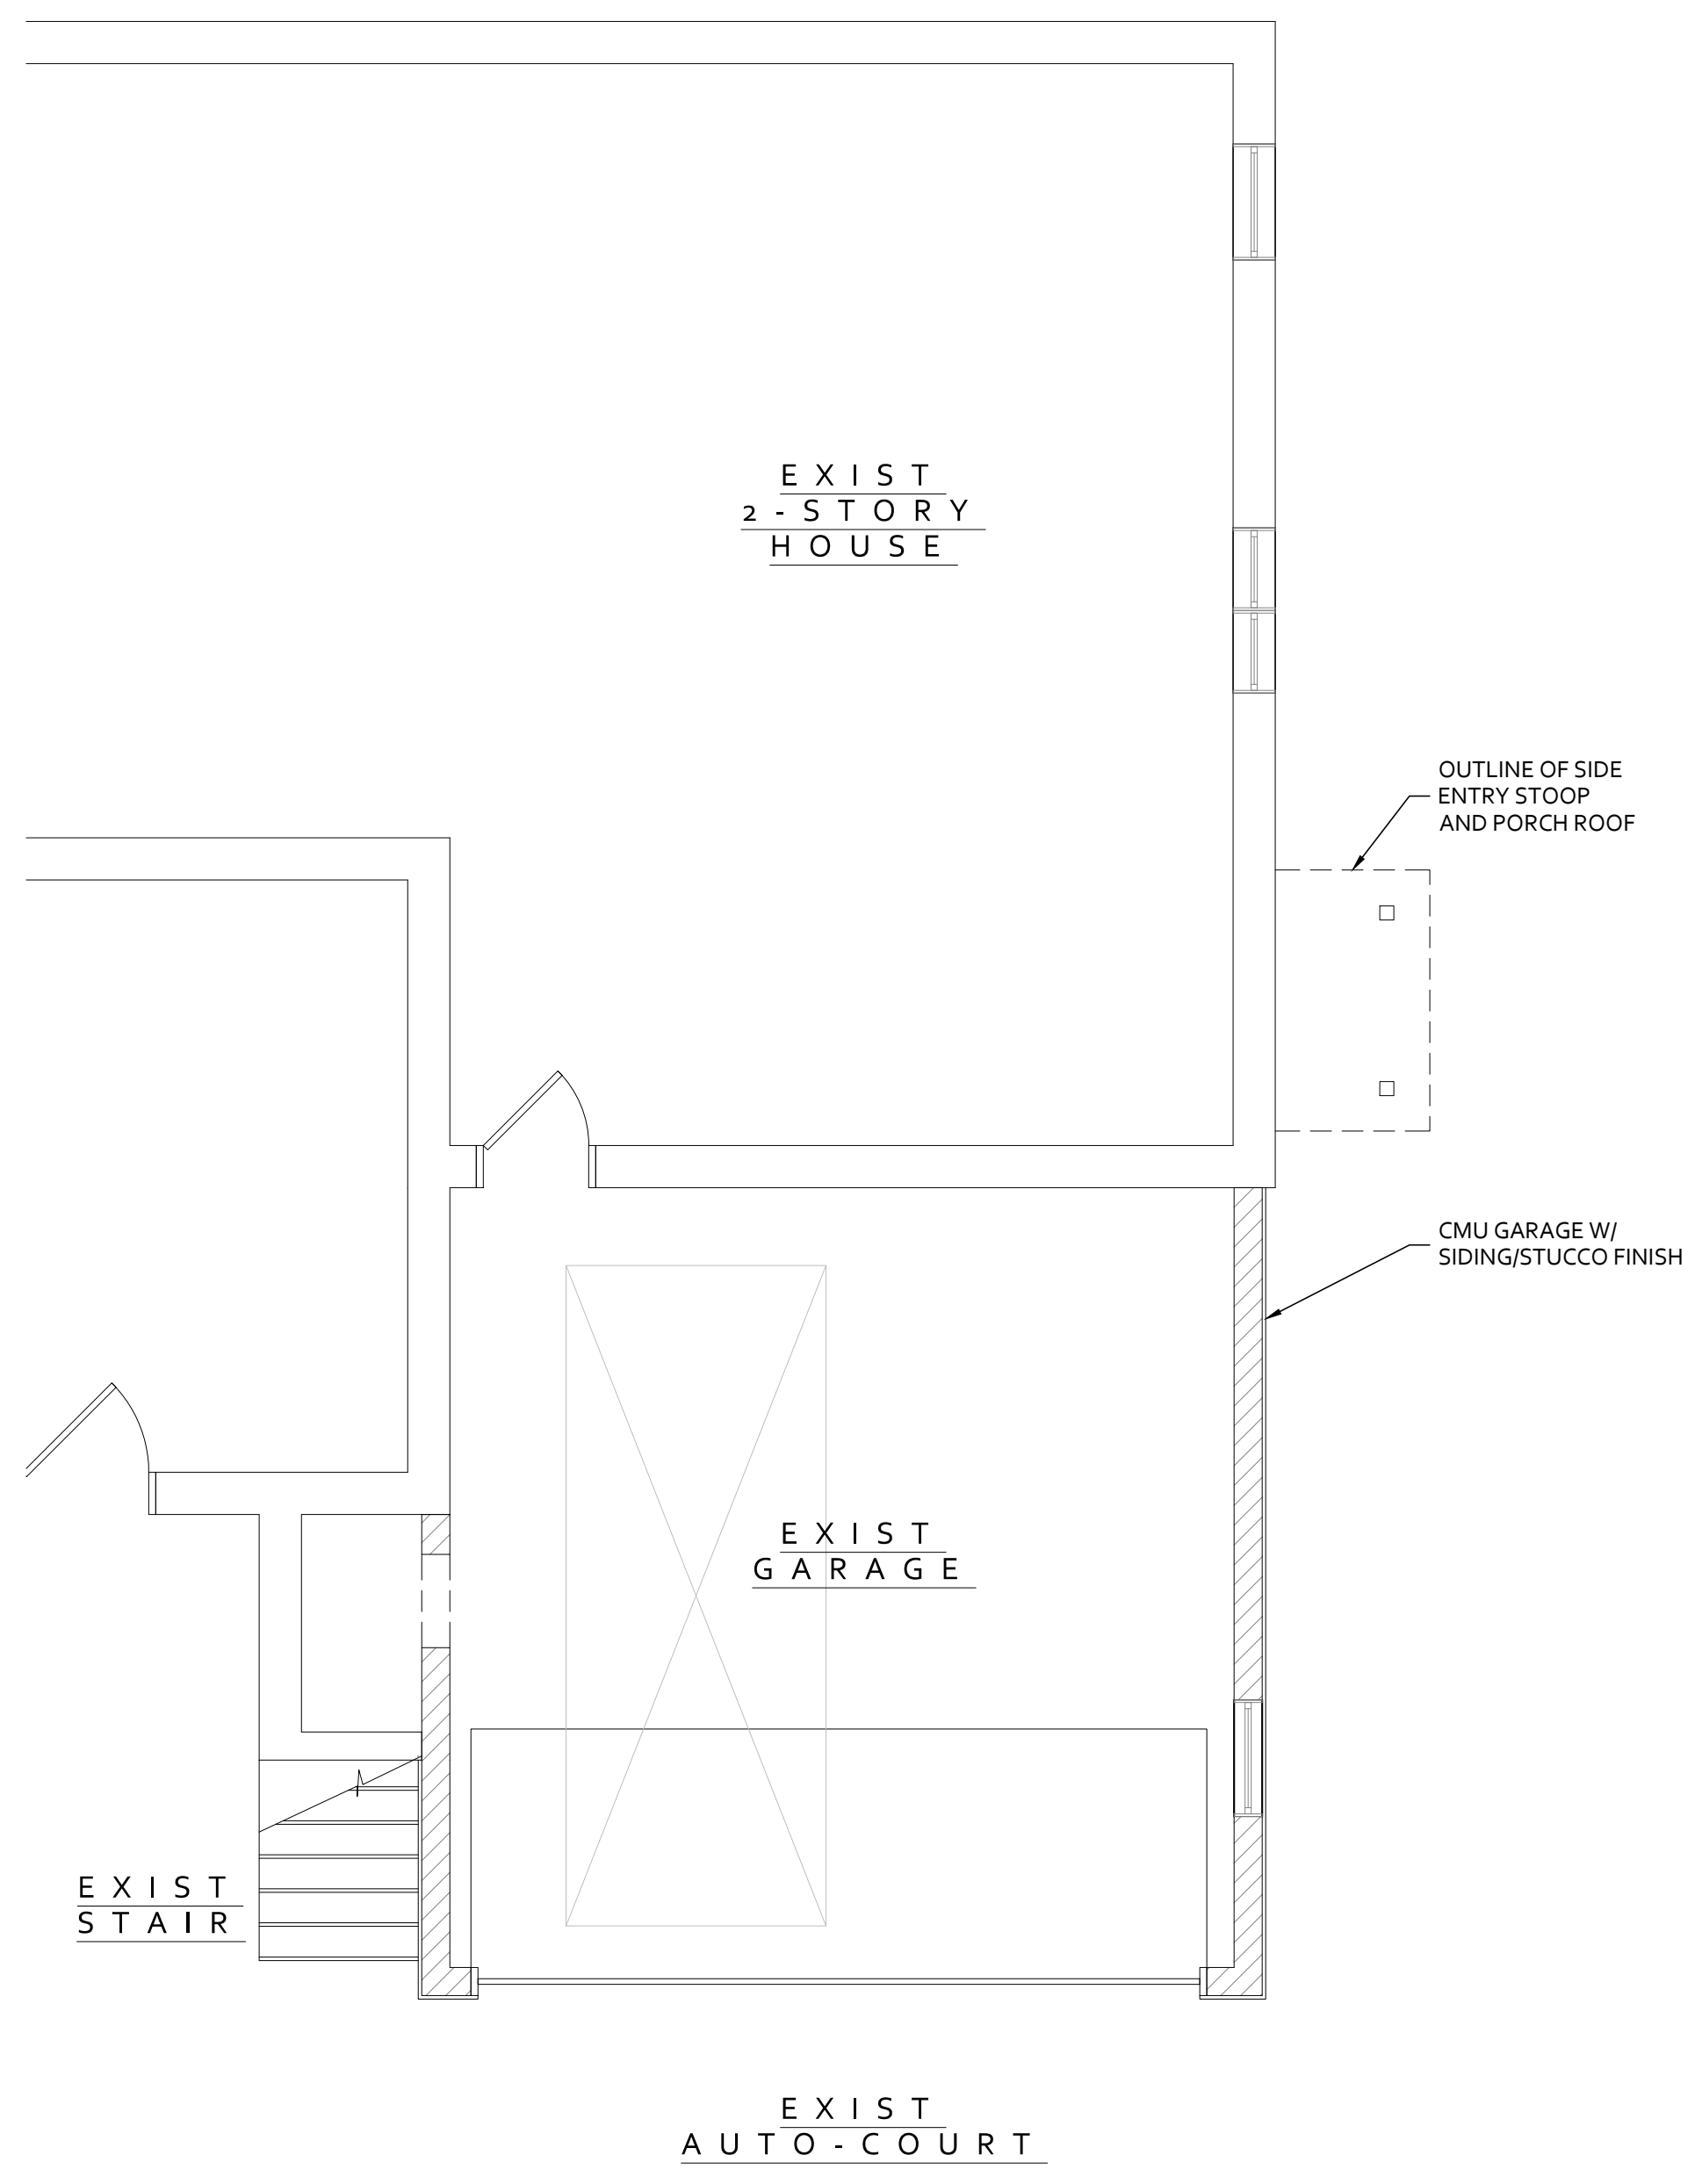 EXIST
2-STORY
HOUSE
OUTLINE OF SIDE
ENTRY STOOP
AND PORCH ROOF
CMU GARAGE W/
SIDING/STUCCO FINISH
EXIST
GARAGE
EXIST
STAIR
EXIST
AUTO-COURT